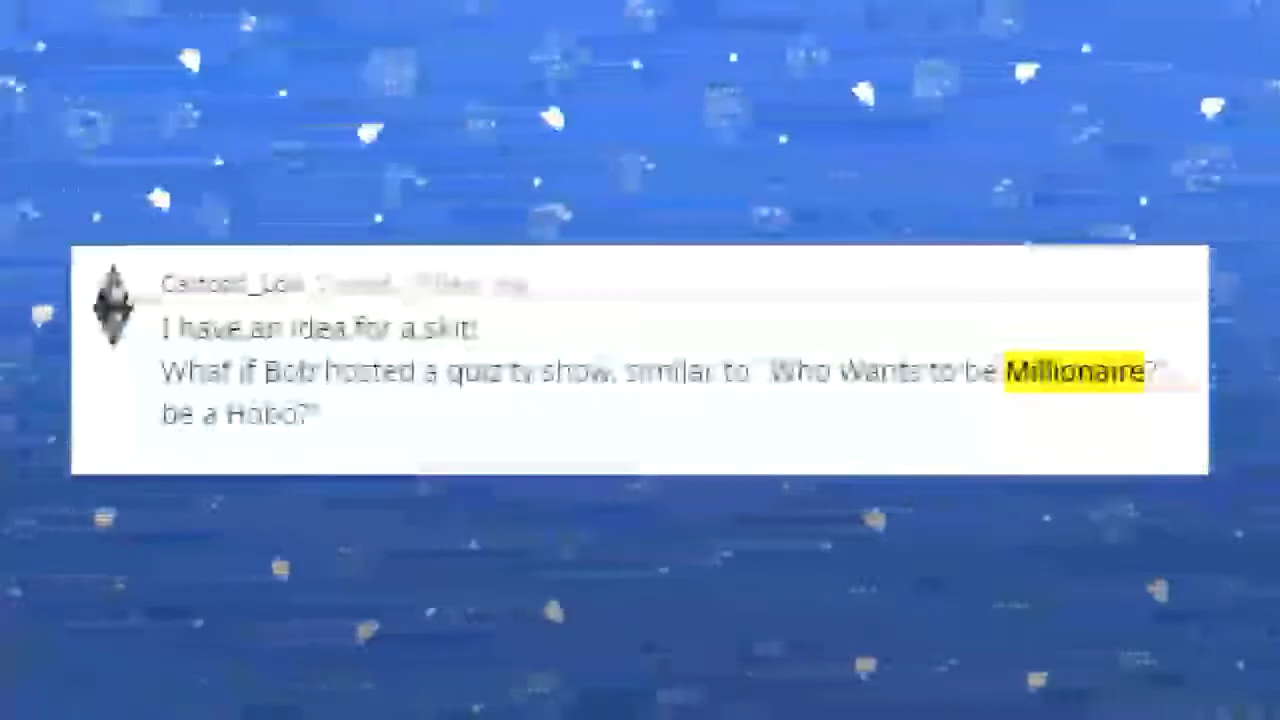 I have an idea for a skit!
What if Bob hosted a quiz tv show, similar to "Who Wants to be Millionaire?"
be a Hobo?"